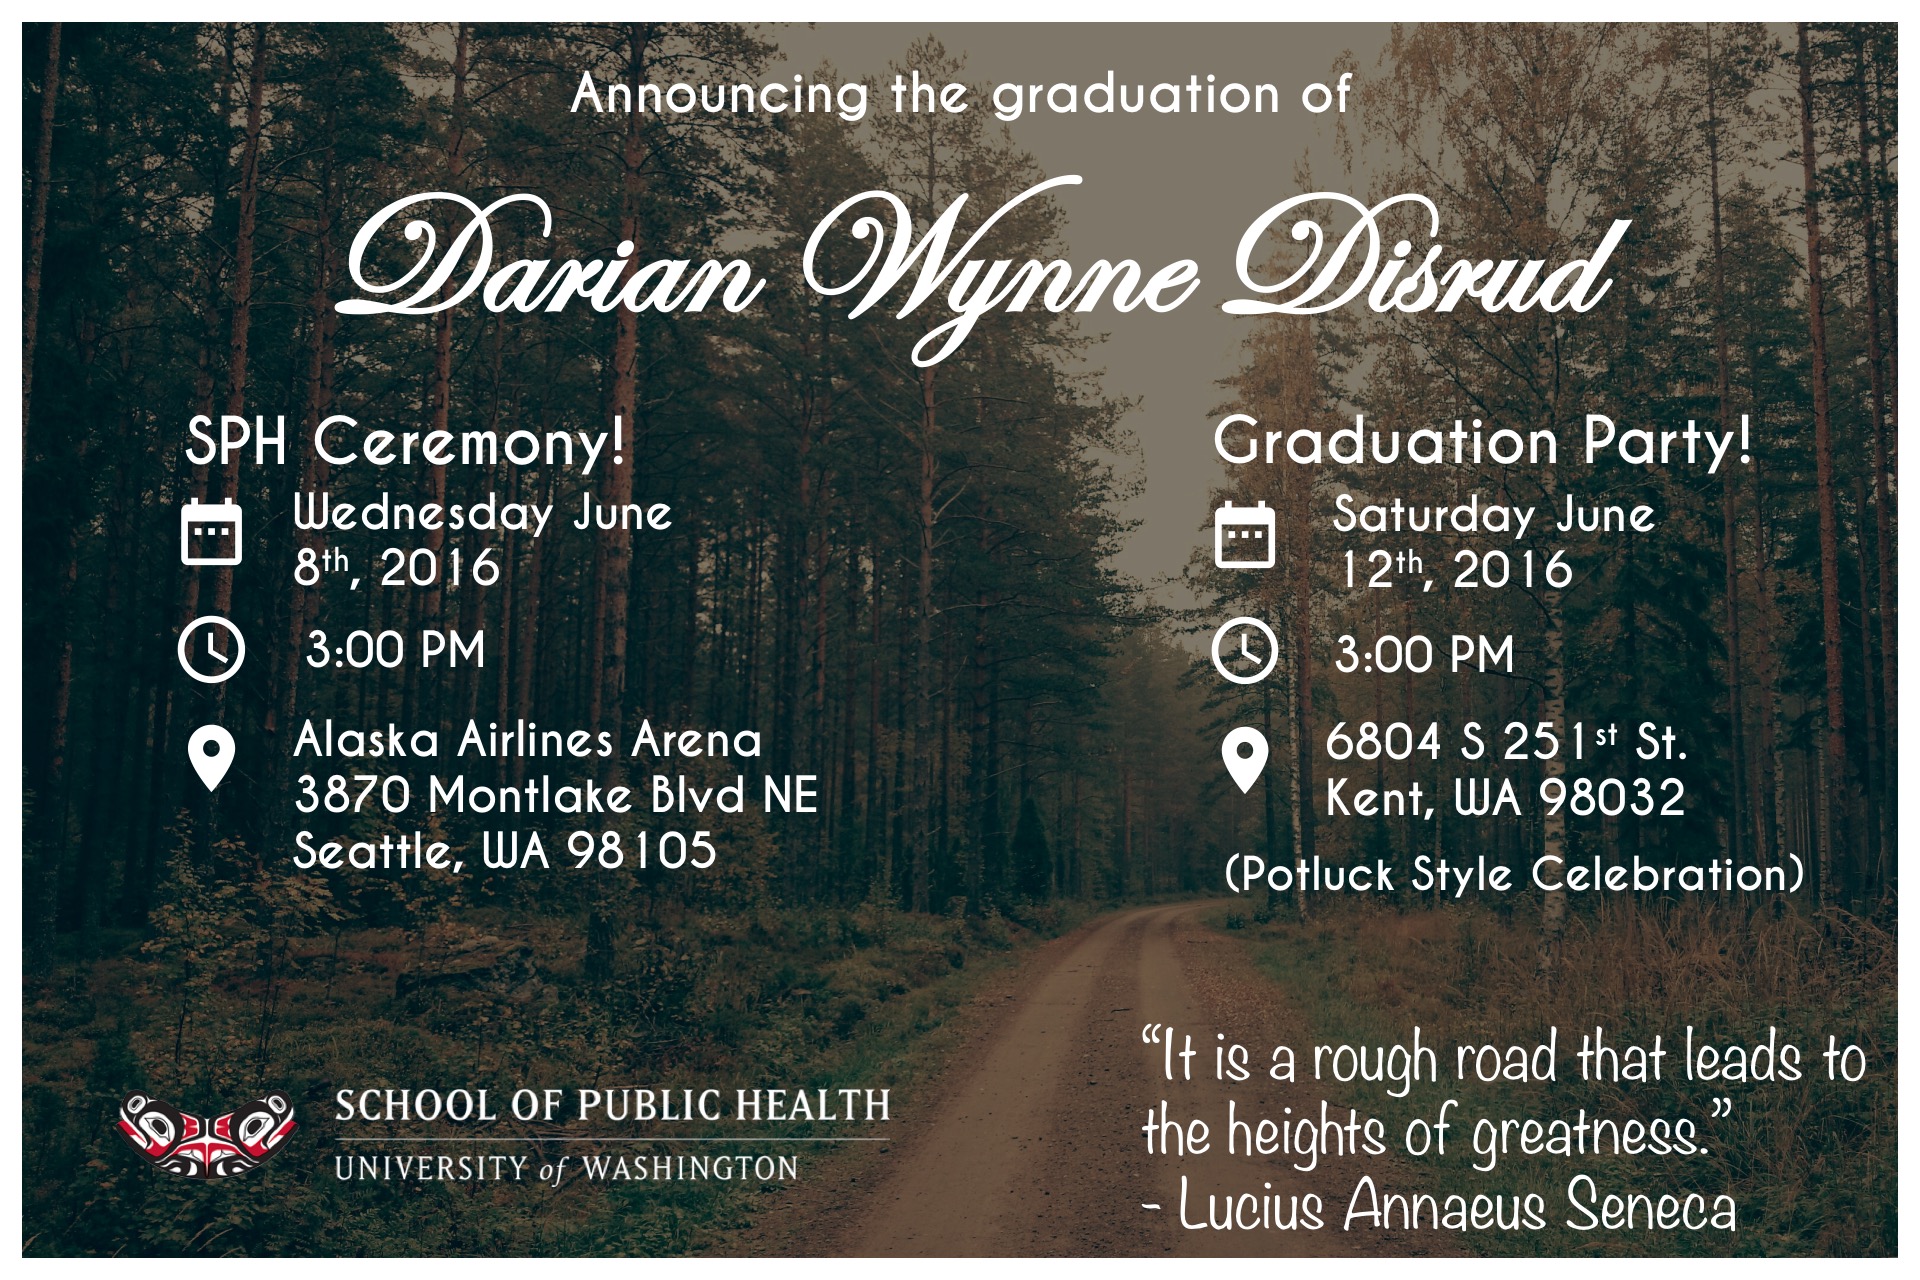 Announcing the graduation of
Darian Wynne Disrud
SPH Ceremony!
Wednesday June
8th, 2016
3:00 PM
Alaska Airlines Arena
3870 Montlake Blvd NE
Seattle, WA 98105
Graduation Party!
Saturday June
12th, 2016
3:00 PM
6804 S 251st St.
Kent, WA 98032
(Potluck Style Celebration)
SCHOOL OF PUBLIC HEALTH
UNIVERSITY of WASHINGTON
“It is a rough road that leads to
the heights of greatness.”
- Lucius Annaeus Seneca